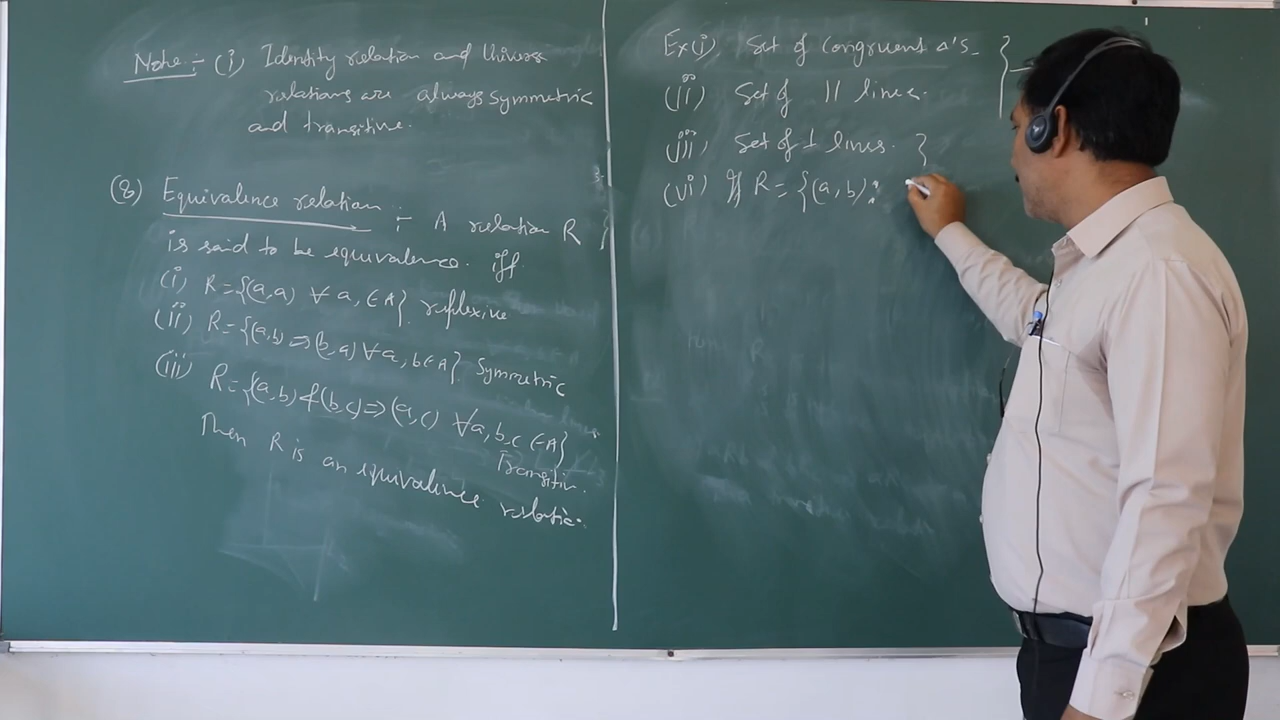 Note :- (i) Identity relation and Univers
relations are always symmetric
and transitive.
(8) Equivalence relation :- A relation R
is said to be equivalence. iff
(i) R={(a,a) ∀ a, ∈A} reflexive
(ii) R={(a,b)⇒(b,a)∀a,b∈A} Symmetric
(iii) R={(a,b)&(b,c)⇒(a,c) ∀a,b,c ∈A}
Transitiv.
Then R is an equivalence relation.
Ex(i) Set of Congruent Δ'S
(ii) Set of || lines.
(iii) Set of ⊥ lines. }
(vi) If R = {(a,b):